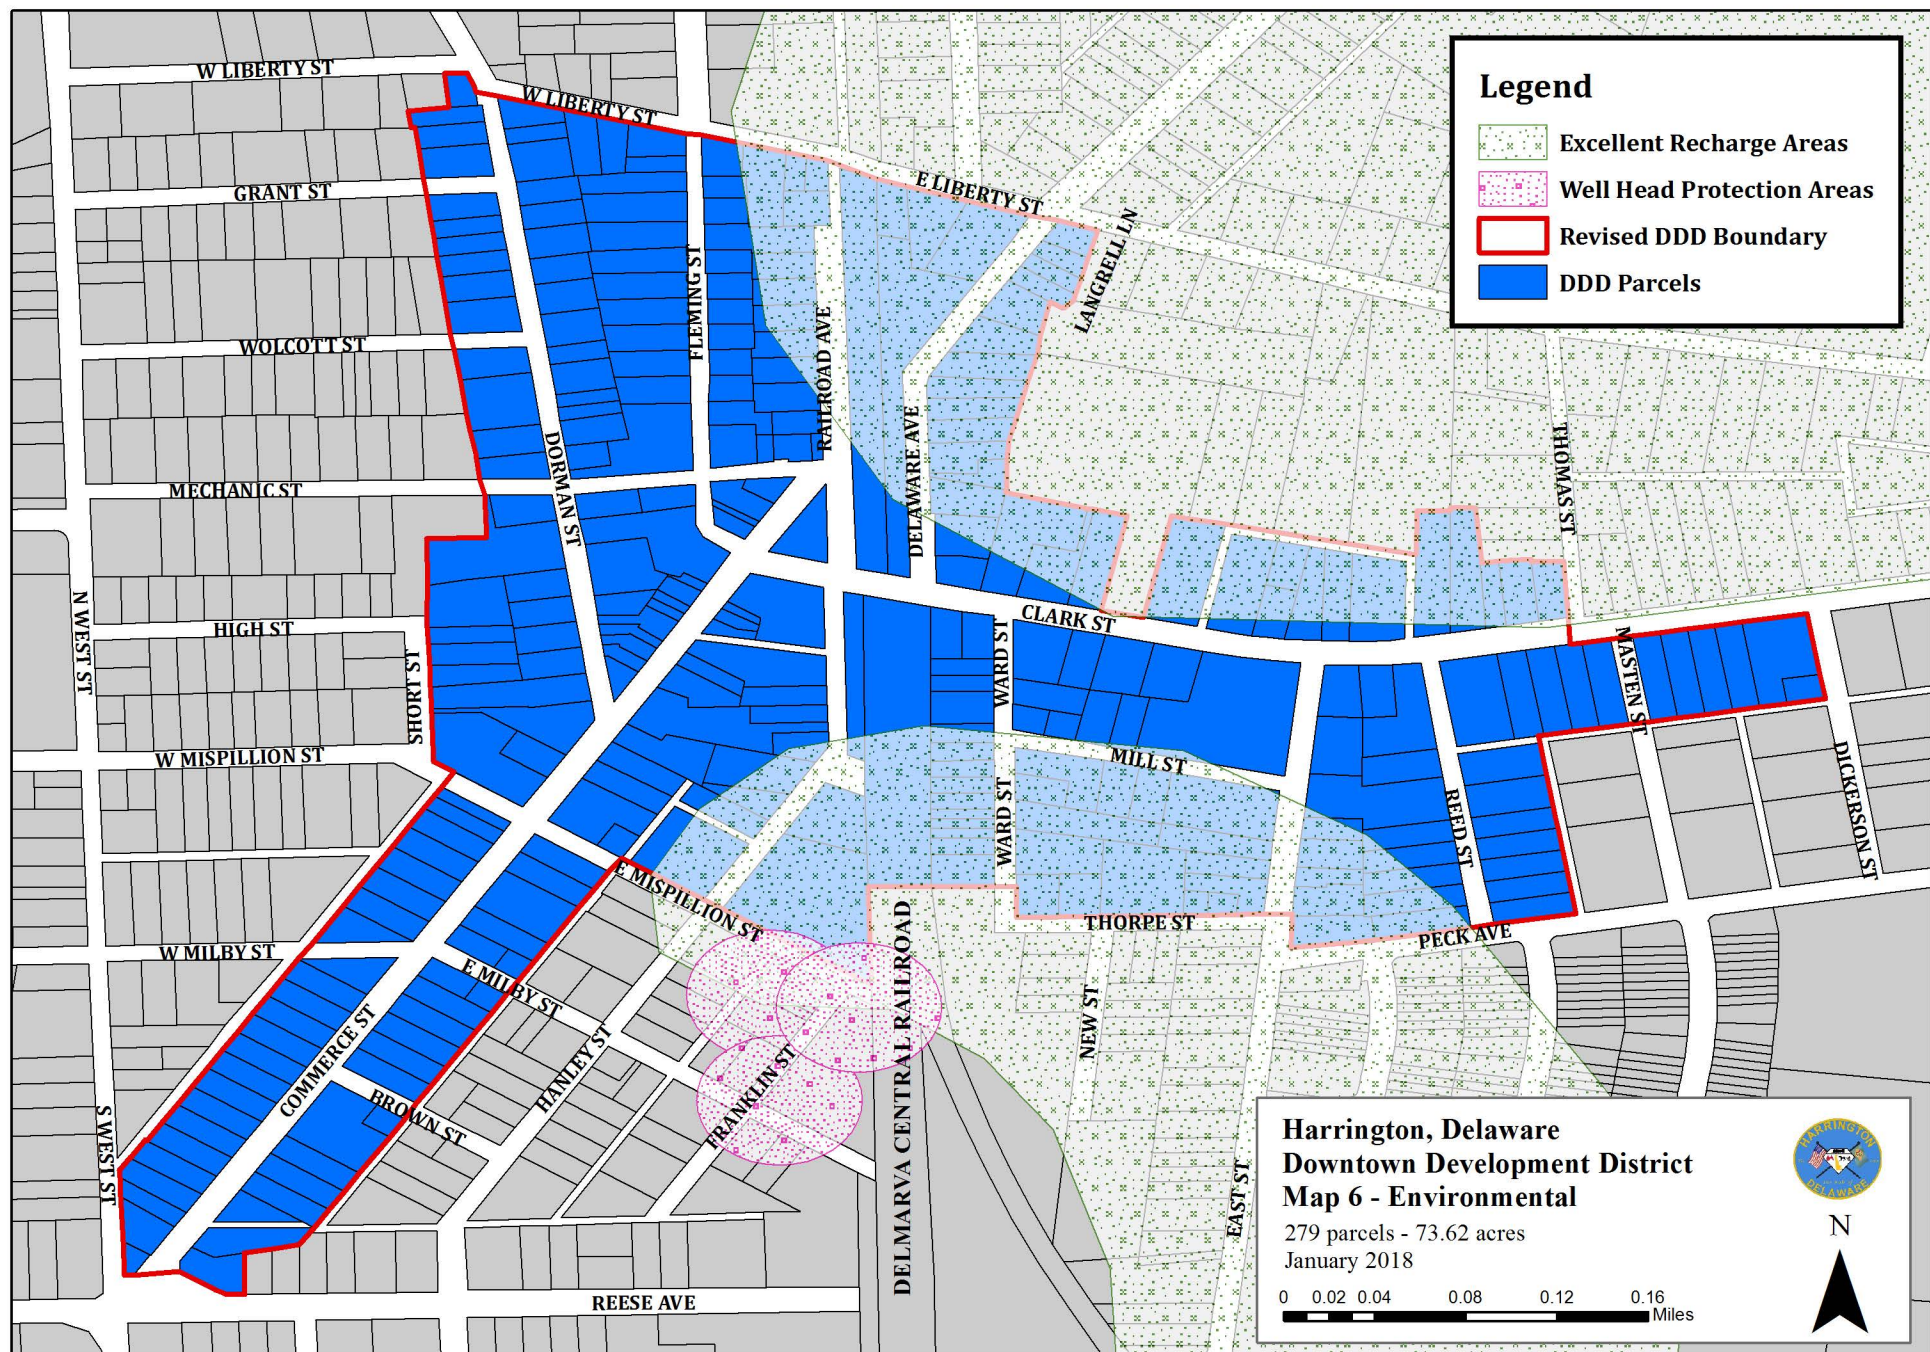 W LIBERTY ST
W LIBERTY ST
GRANT ST
E LIBERTY ST
LANGRELL LN
FLEMING ST
WOLCOTT ST
RAILROAD AVE
DELAWARE AVE
DORMAN ST
THOMAS ST
MECHANIC ST
N WEST ST
HIGH ST
SHORT ST
CLARK ST
WARD ST
MASTEN ST
W MISPILLION ST
MILL ST
WARD ST
REED ST
DICKERSON ST
E MISPILLION ST
THORPE ST
PECK AVE
W MILBY ST
E MILBY ST
COMMERCE ST
HANLEY ST
BROWN ST
FRANKLIN ST
DELMARVA CENTRAL RAILROAD
NEW ST
EAST ST
S WEST ST
REESE AVE
Legend
Excellent Recharge Areas
Well Head Protection Areas
Revised DDD Boundary
DDD Parcels
Harrington, Delaware
Downtown Development District
Map 6 - Environmental
279 parcels - 73.62 acres
January 2018
0 0.02 0.04 0.08 0.12 0.16
Miles
HARRINGTON
DELAWARE
N